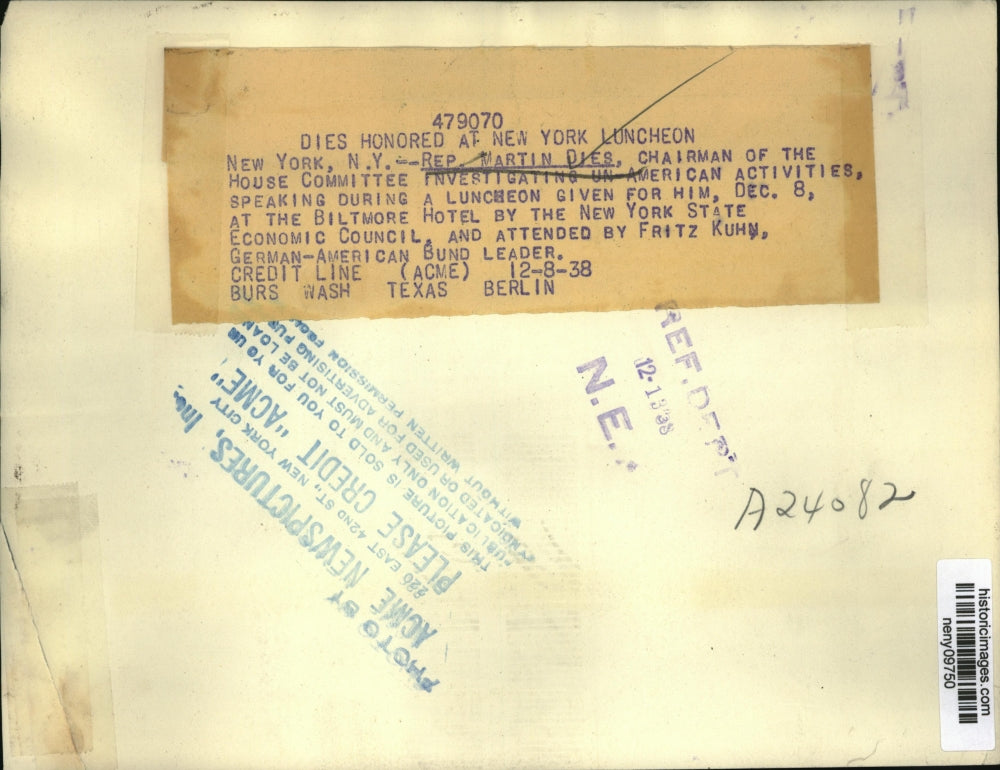 479070
DIES HONORED AT NEW YORK LUNCHEON
NEW YORK, N.Y.--REP. MARTIN DIES, CHAIRMAN OF THE
HOUSE COMMITTEE INVESTIGATING UN-AMERICAN ACTIVITIES,
SPEAKING DURING A LUNCHEON GIVEN FOR HIM, DEC. 8,
AT THE BILTMORE HOTEL BY THE NEW YORK STATE
ECONOMIC COUNCIL, AND ATTENDED BY FRITZ KUHN,
GERMAN-AMERICAN BUND LEADER.
CREDIT LINE (ACME) 12-8-38
BURS WASH TEXAS BERLIN
PHOTO BY
ACME NEWSPICTURES, Inc.
220 EAST 42ND ST., NEW YORK CITY
PLEASE CREDIT "ACME"
THIS PICTURE IS SOLD TO YOU FOR YOUR
PUBLICATION ONLY AND MUST NOT BE LOANED
SYNDICATED OR USED FOR ADVERTISING
WITHOUT WRITTEN PERMISSION FROM
REF. DEPT
12-13-38
N.E.A
A24082
historicimages.com
neny09750